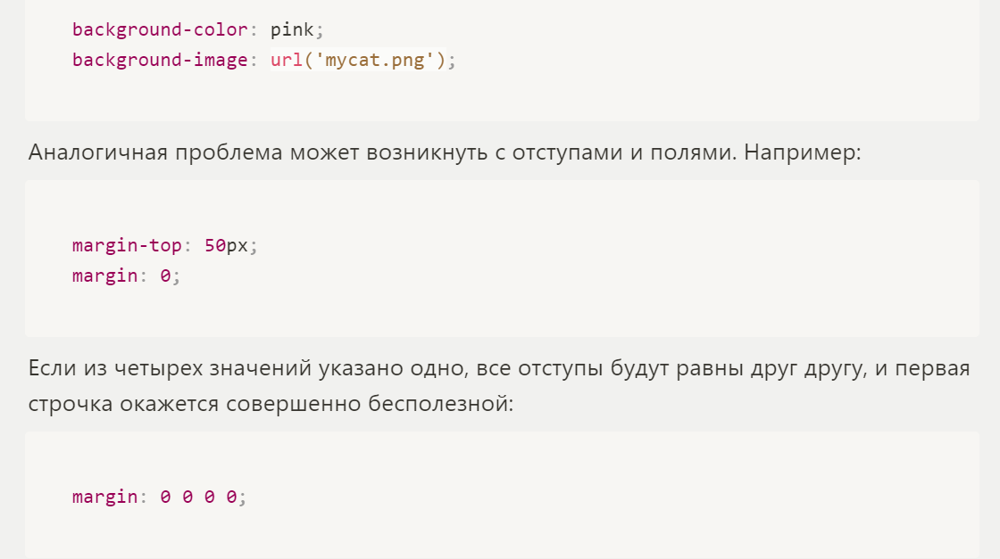 background-color: pink;
background-image: url('mycat.png');
Аналогичная проблема может возникнуть с отступами и полями. Например:
margin-top: 50px;
margin: 0;
Если из четырех значений указано одно, все отступы будут равны друг другу, и первая
строчка окажется совершенно бесполезной:
margin: 0 0 0 0;